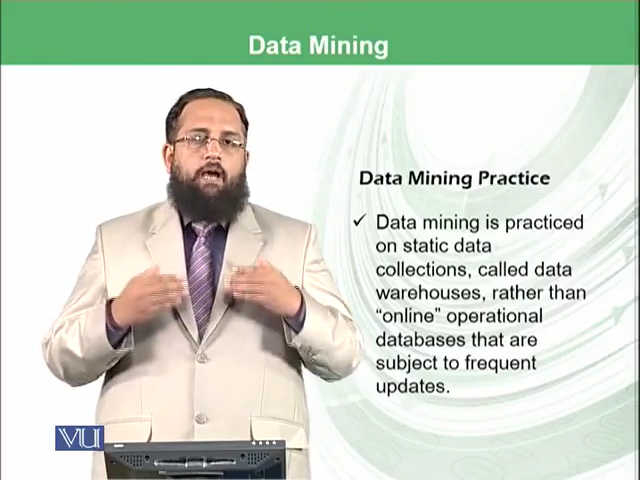 Data Mining
Data Mining Practice
✓ Data mining is practiced
on static data
collections, called data
warehouses, rather than
“online” operational
databases that are
subject to frequent
updates.
VU